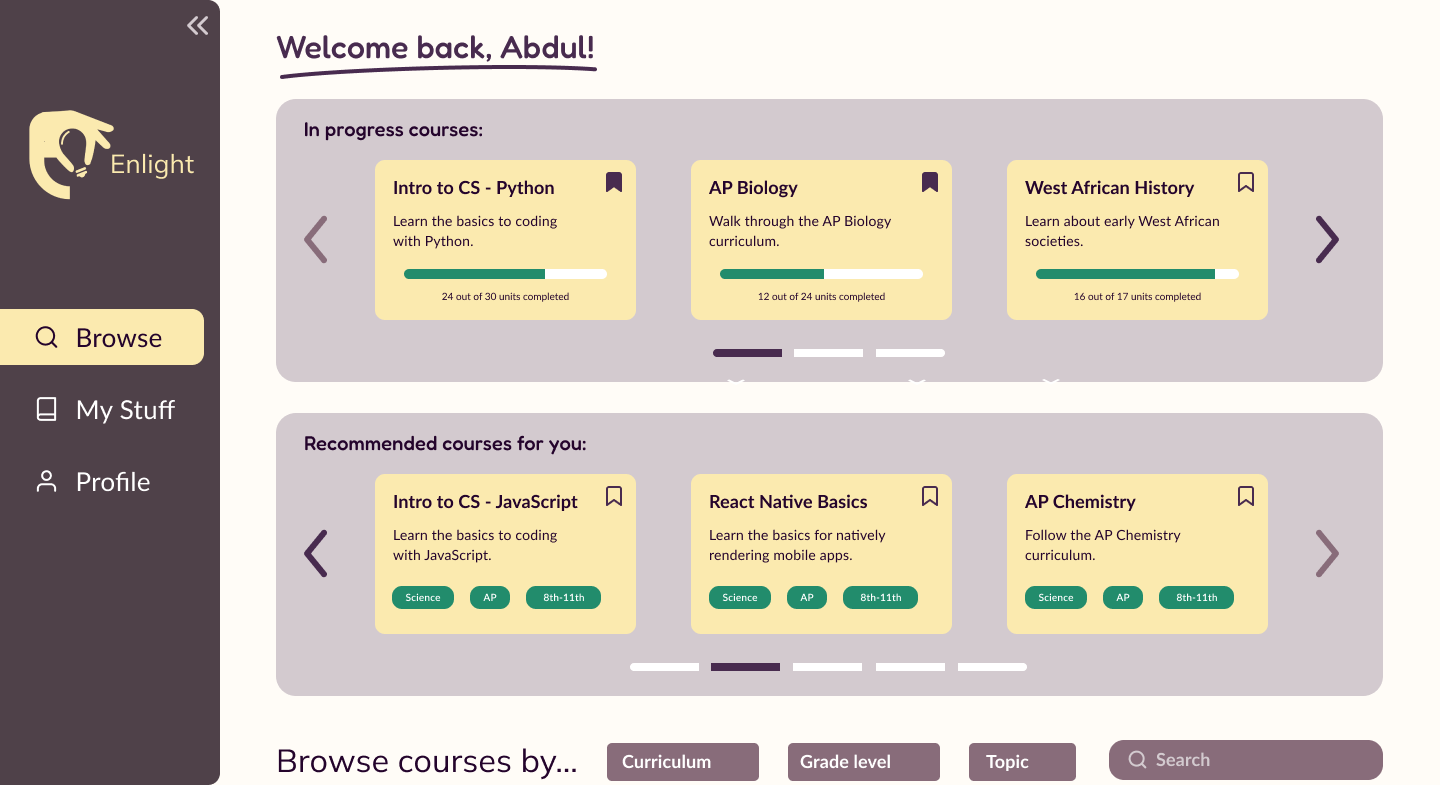 Welcome back, Abdul!
Enlight
Browse
My Stuff
Profile
In progress courses:
Intro to CS - Python
Learn the basics to coding
with Python.
24 out of 30 units completed
AP Biology
Walk through the AP Biology
curriculum.
12 out of 24 units completed
West African History
Learn about early West African
societies.
16 out of 17 units completed
Recommended courses for you:
Intro to CS - JavaScript
Learn the basics to coding
with JavaScript.
Science AP 8th-11th
React Native Basics
Learn the basics for natively
rendering mobile apps.
Science AP 8th-11th
AP Chemistry
Follow the AP Chemistry
curriculum.
Science AP 8th-11th
Browse courses by... Curriculum Grade level Topic Search